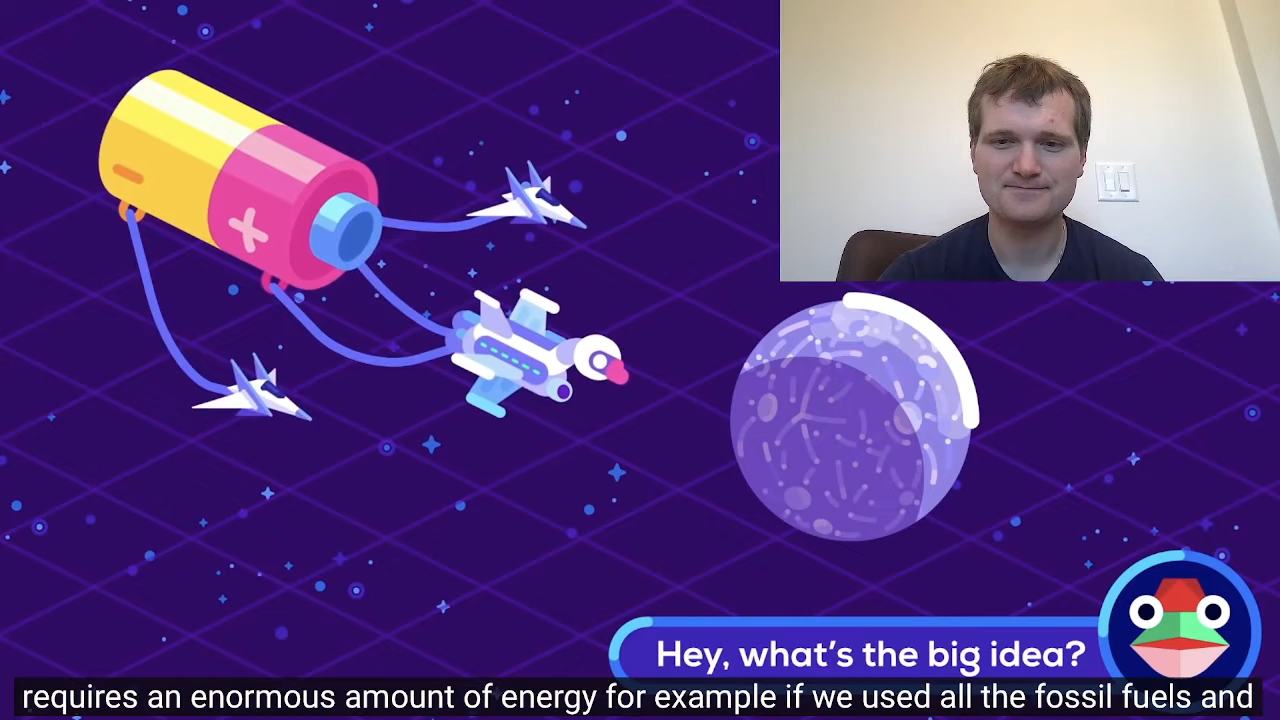 Hey, what's the big idea?
requires an enormous amount of energy for example if we used all the fossil fuels and